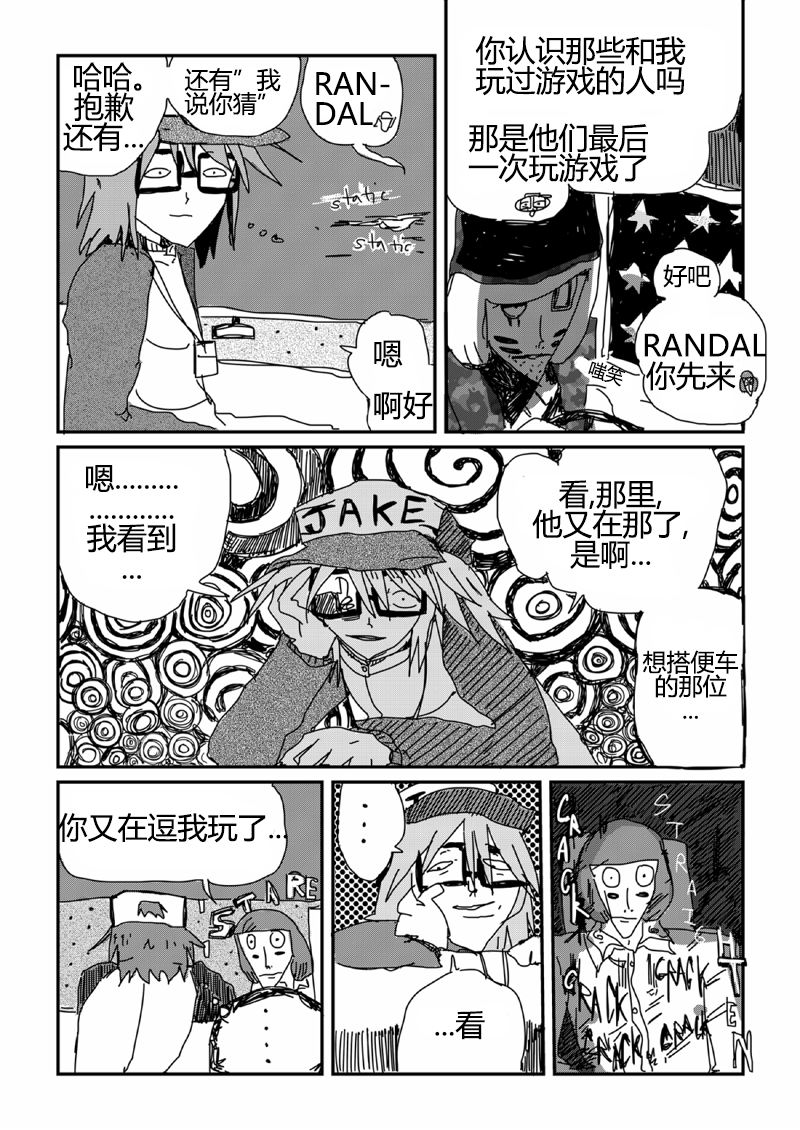 哈哈。
抱歉
还有...
还有”我
说你猜”
RAN-
DAL
static
static
嗯
啊好
你认识那些和我
玩过游戏的人吗
那是他们最后
一次玩游戏了
好吧
RANDAL
你先来
嗤笑
嗯.........
.............
我看到
...
JAKE
看,那里,
他又在那了,
是啊...
想搭便车
的那位
...
你又在逗我玩了...
STARE
...
...看
CRACK
STRAIGHTEN
CRACK
CRACK
CRACK
CRACK